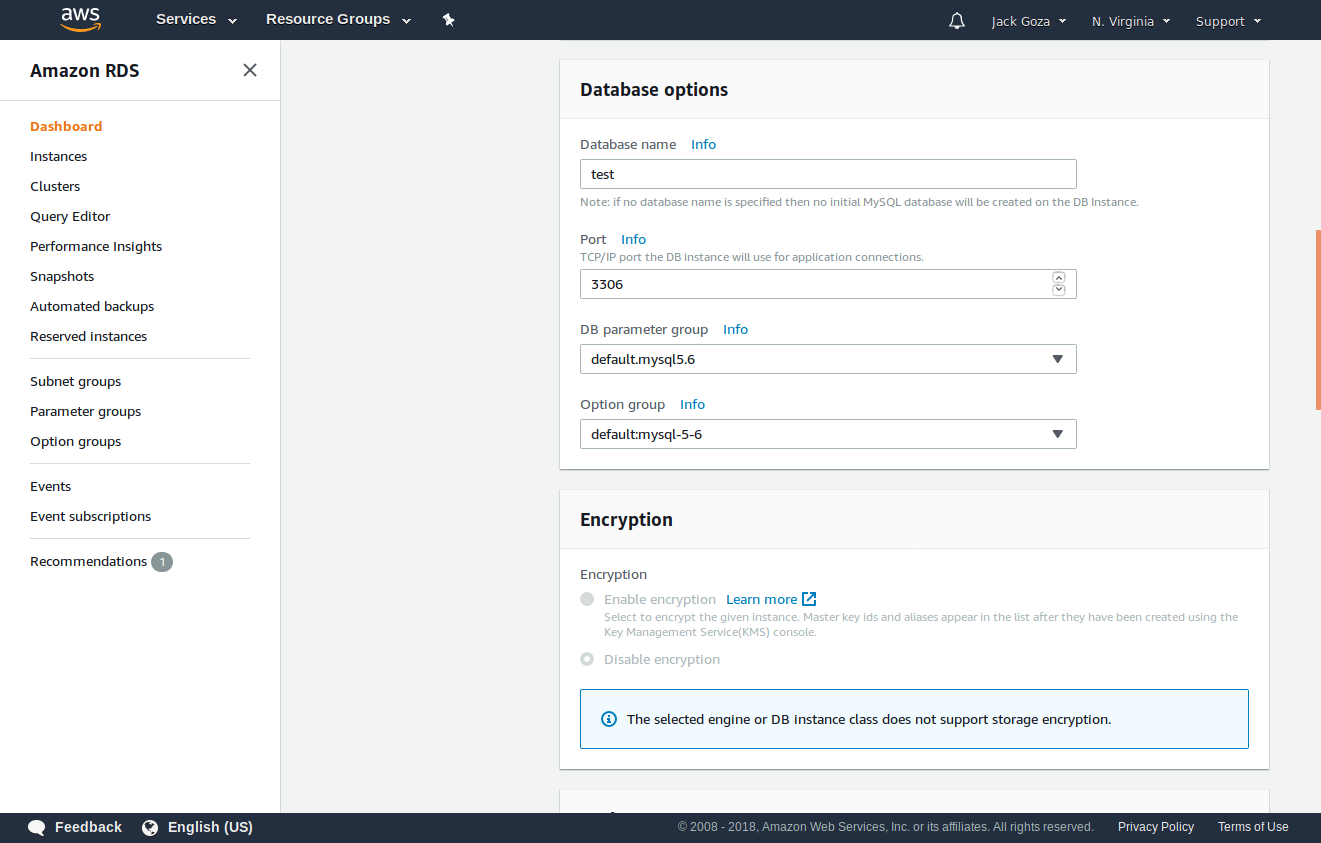 aws
Services
Resource Groups
Jack Goza
N. Virginia
Support
Amazon RDS
Dashboard
Instances
Clusters
Query Editor
Performance Insights
Snapshots
Automated backups
Reserved instances
Subnet groups
Parameter groups
Option groups
Events
Event subscriptions
Recommendations 1
Database options
Database name Info
test
Note: if no database name is specified then no initial MySQL database will be created on the DB Instance.
Port Info
TCP/IP port the DB instance will use for application connections.
3306
DB parameter group Info
default.mysql5.6
Option group Info
default:mysql-5-6
Encryption
Encryption
Enable encryption Learn more
Select to encrypt the given instance. Master key ids and aliases appear in the list after they have been created using the
Key Management Service(KMS) console.
Disable encryption
The selected engine or DB instance class does not support storage encryption.
Feedback
English (US)
© 2008 - 2018, Amazon Web Services, Inc. or its affiliates. All rights reserved.
Privacy Policy
Terms of Use